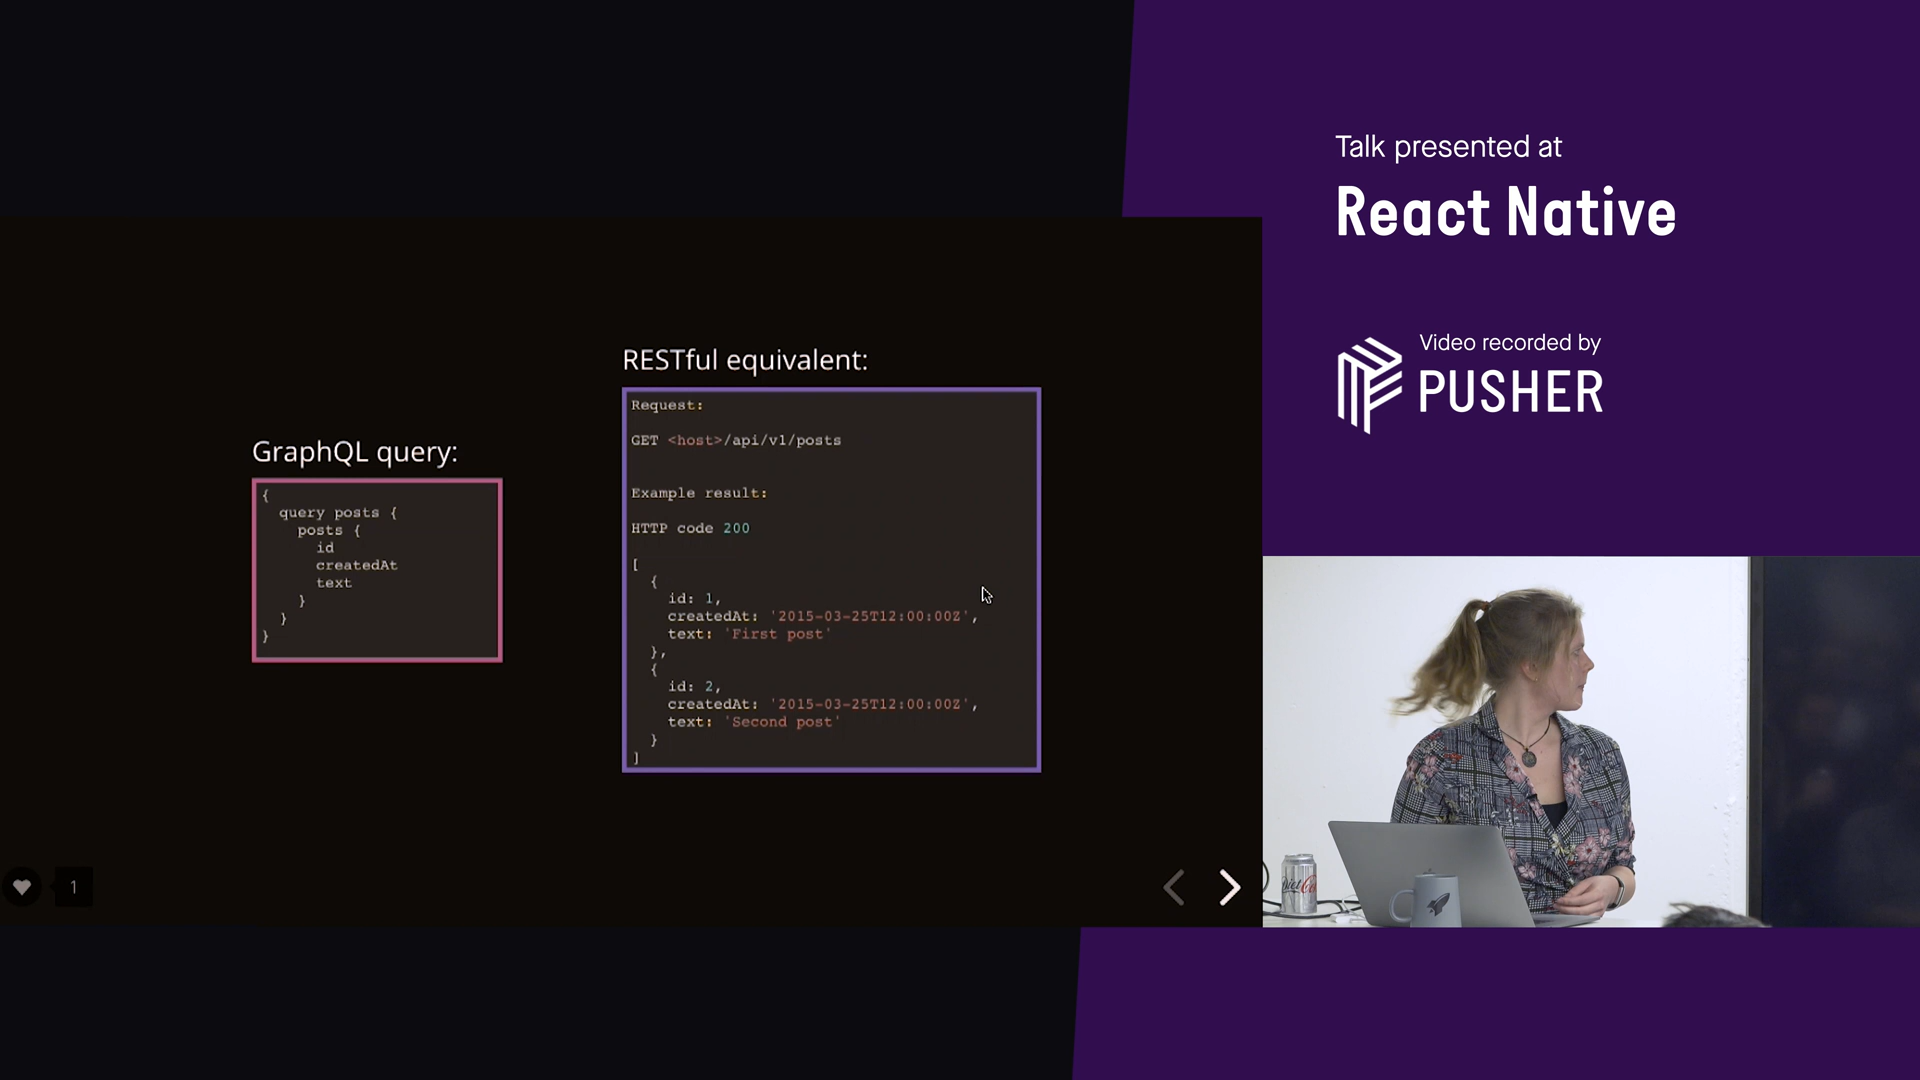 Talk presented at
React Native
Video recorded by
PUSHER
GraphQL query:
{
  query posts {
    posts {
      id
      createdAt
      text
    }
  }
}
RESTful equivalent:
Request:
GET <host>/api/v1/posts
Example result:
HTTP code 200
[
  {
    id: 1,
    createdAt: '2015-03-25T12:00:00Z',
    text: 'First post'
  },
  {
    id: 2,
    createdAt: '2015-03-25T12:00:00Z',
    text: 'Second post'
  }
]
1
Diet Coke